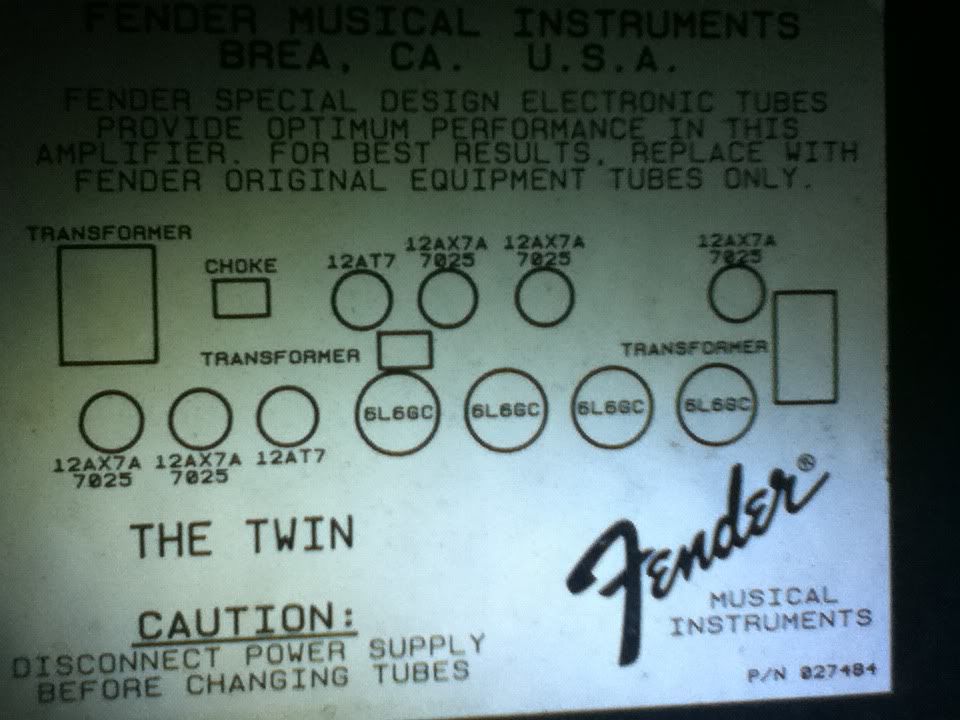 FENDER MUSICAL INSTRUMENTS
BREA, CA. U.S.A.
FENDER SPECIAL DESIGN ELECTRONIC TUBES
PROVIDE OPTIMUM PERFORMANCE IN THIS
AMPLIFIER. FOR BEST RESULTS, REPLACE WITH
FENDER ORIGINAL EQUIPMENT TUBES ONLY.
TRANSFORMER
CHOKE
12AT7
12AX7A
7025
12AX7A
7025
12AX7A
7025
TRANSFORMER
TRANSFORMER
6L6GC
6L6GC
6L6GC
6L6GC
12AX7A
7025
12AX7A
7025
12AT7
THE TWIN
Fender®
MUSICAL
INSTRUMENTS
CAUTION:
DISCONNECT POWER SUPPLY
BEFORE CHANGING TUBES
P/N 027484